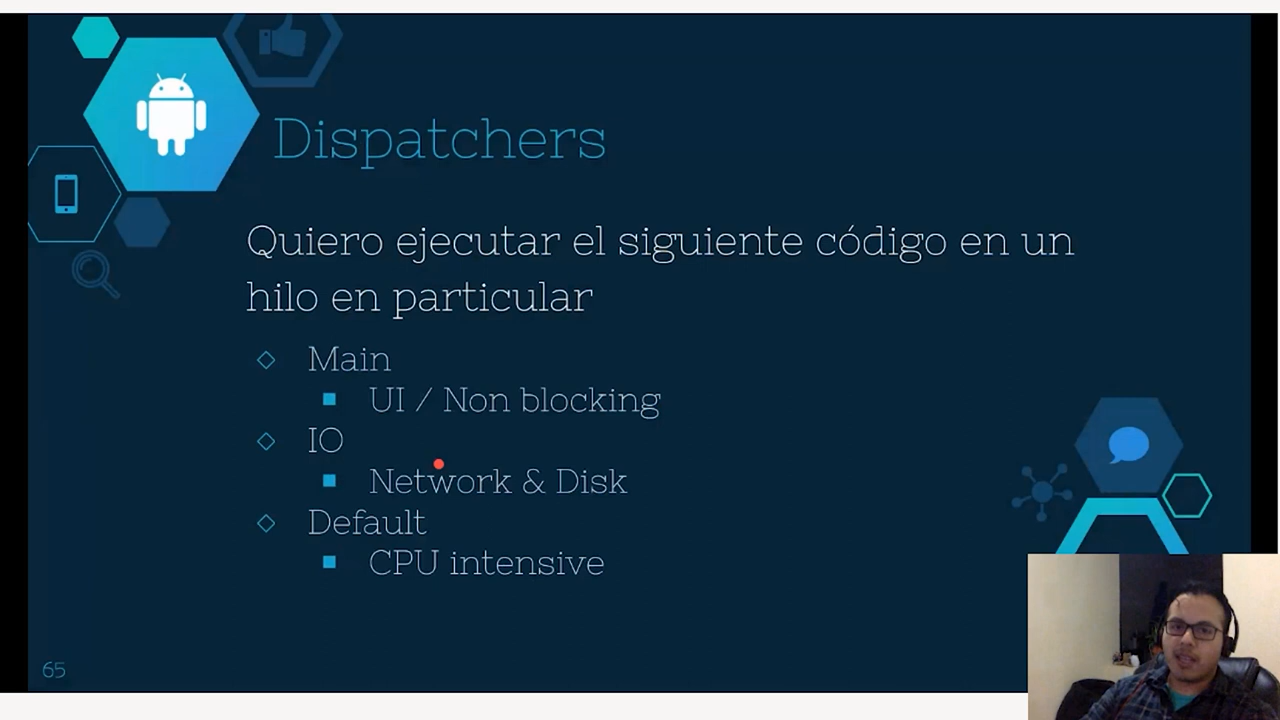 Dispatchers
Quiero ejecutar el siguiente código en un
hilo en particular
Main
UI / Non blocking
IO
Network & Disk
Default
CPU intensive
65